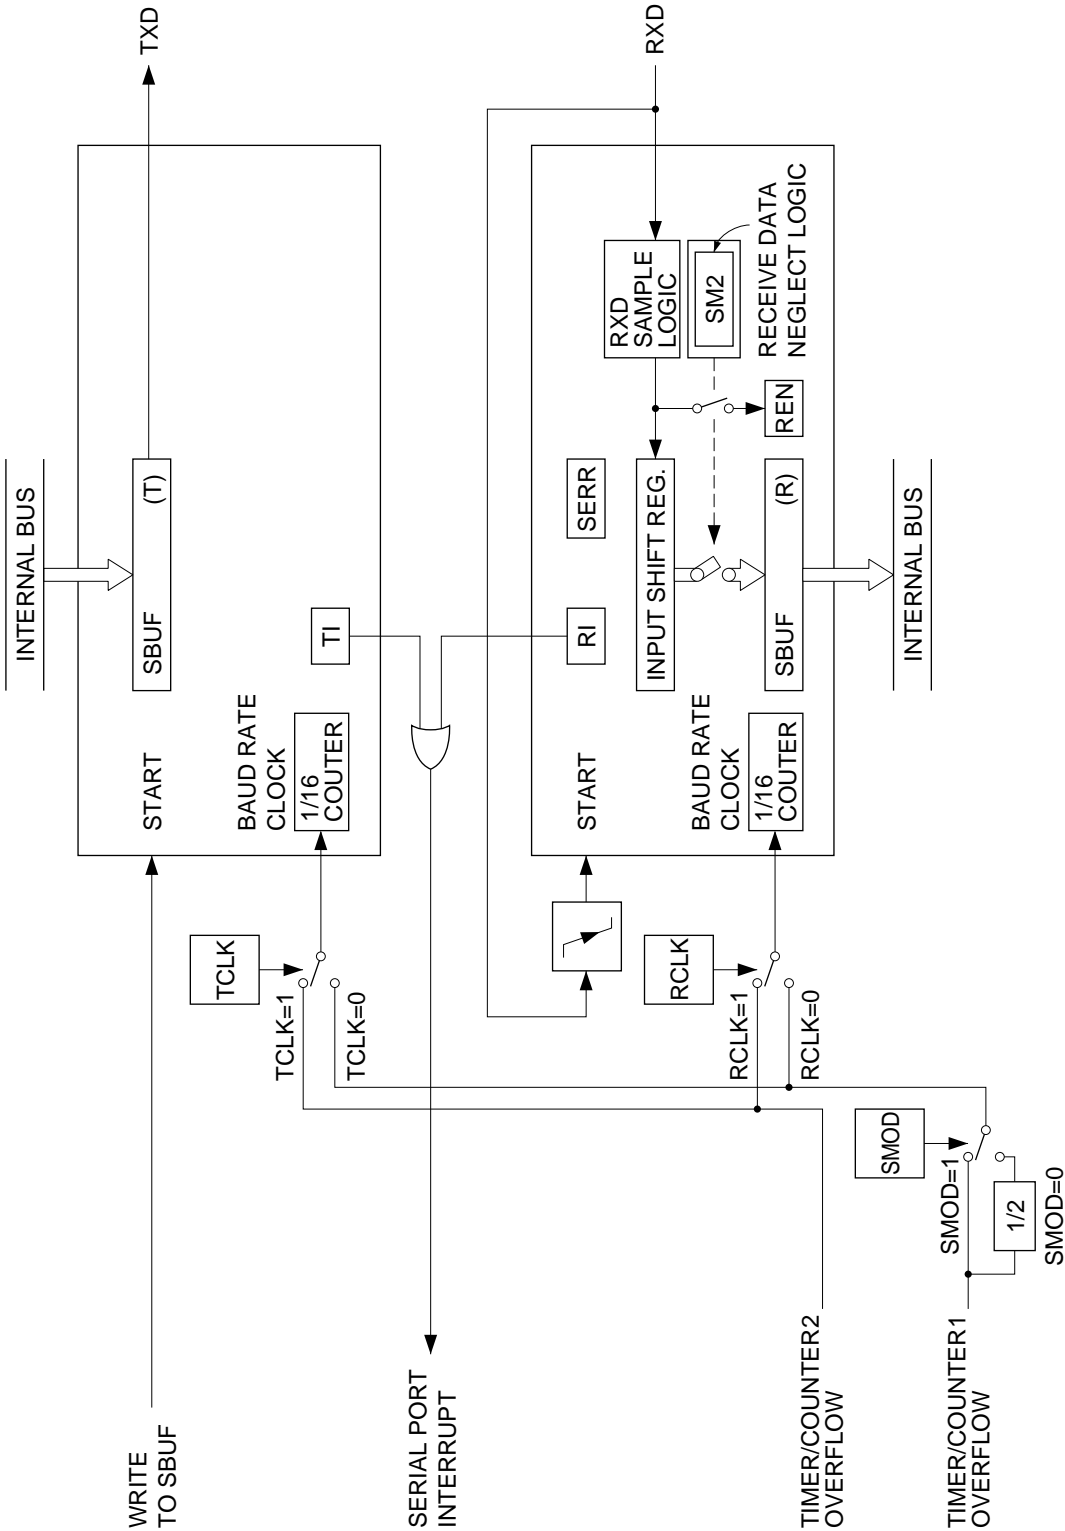 INTERNAL BUS
TXD
SBUF (T)
WRITE
TO SBUF
START
TCLK
BAUD RATE
CLOCK
1/16
COUTER
TI
TCLK=1
TCLK=0
SERIAL PORT
INTERRUPT
RXD
START
SERR
RI
RXD
SAMPLE
LOGIC
INPUT SHIFT REG.
SM2
RECEIVE DATA
NEGLECT LOGIC
REN
RCLK
BAUD RATE
CLOCK
1/16
COUTER
SBUF (R)
RCLK=1
RCLK=0
INTERNAL BUS
TIMER/COUNTER2
OVERFLOW
SMOD
SMOD=1
TIMER/COUNTER1
OVERFLOW
1/2
SMOD=0